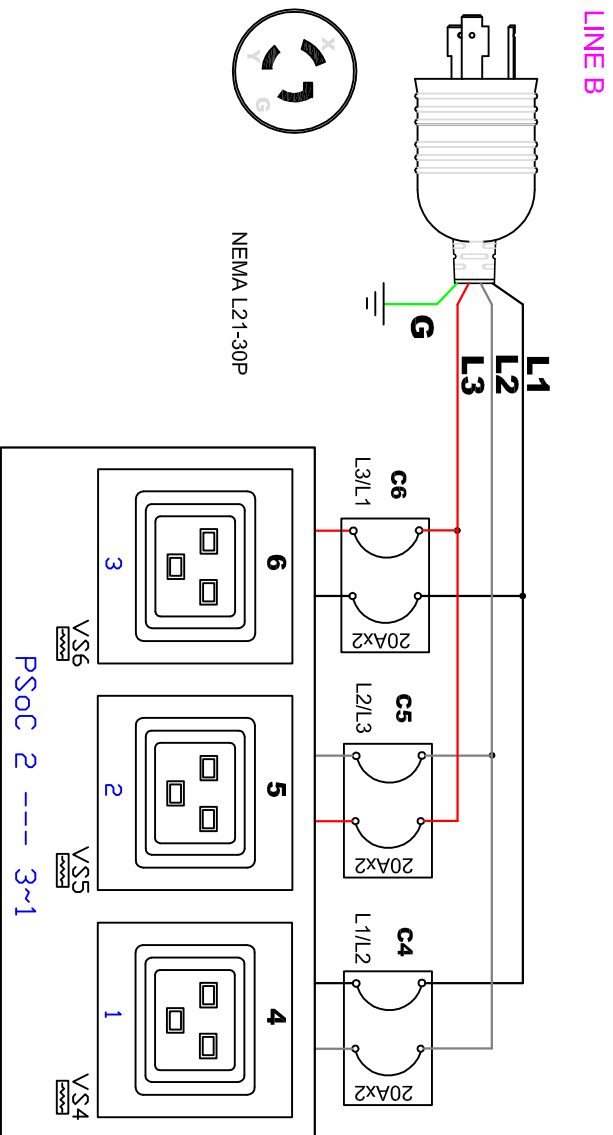 LINE B
X
Y
G
NEMA L21-30P
G
L1
L2
L3
C6
L3/L1
20Ax2
C5
L2/L3
20Ax2
C4
L1/L2
20Ax2
6
3
VS6
5
2
VS5
4
1
VS4
PSoC 2 --- 3~1